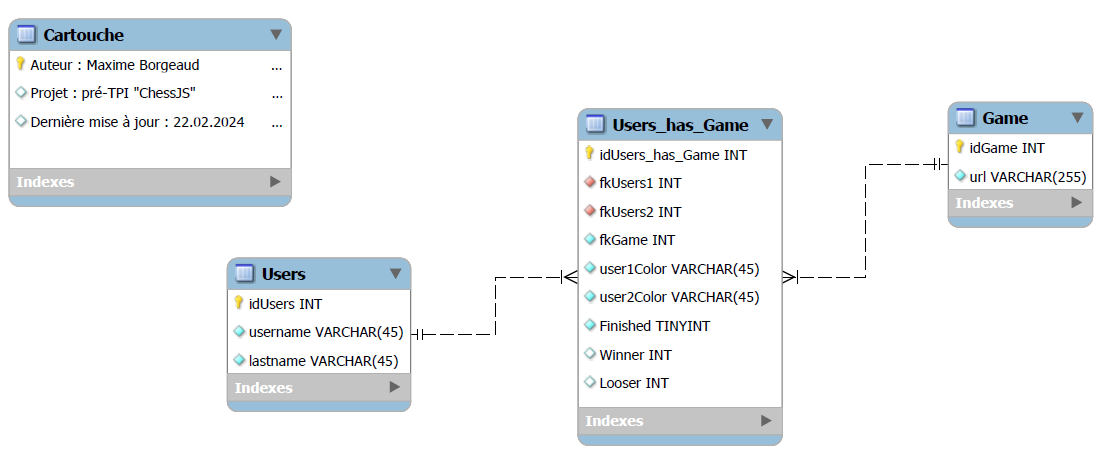 Cartouche
Auteur : Maxime Borgeaud ...
Projet : pré-TPI "ChessJS" ...
Dernière mise à jour : 22.02.2024 ...
Indexes
Users
idUsers INT
username VARCHAR(45)
lastname VARCHAR(45)
Indexes
Users_has_Game
idUsers_has_Game INT
fkUsers1 INT
fkUsers2 INT
fkGame INT
user1Color VARCHAR(45)
user2Color VARCHAR(45)
Finished TINYINT
Winner INT
Looser INT
Indexes
Game
idGame INT
url VARCHAR(255)
Indexes